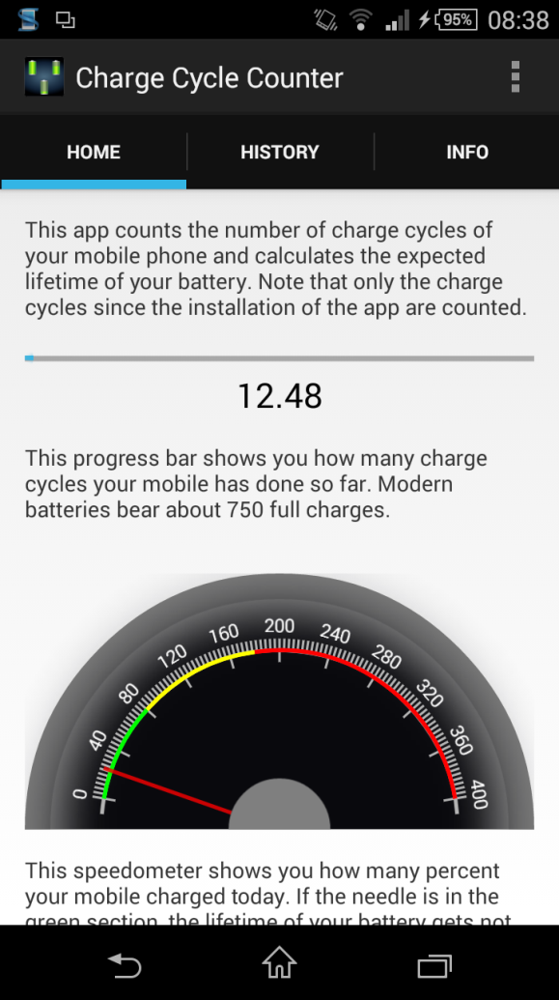 95% 08:38
Charge Cycle Counter
HOME HISTORY INFO
This app counts the number of charge cycles of
your mobile phone and calculates the expected
lifetime of your battery. Note that only the charge
cycles since the installation of the app are counted.
12.48
This progress bar shows you how many charge
cycles your mobile has done so far. Modern
batteries bear about 750 full charges.
0 40 80 120 160 200 240 280 320 360 400
This speedometer shows you how many percent
your mobile charged today. If the needle is in the
green section, the lifetime of your battery gets not